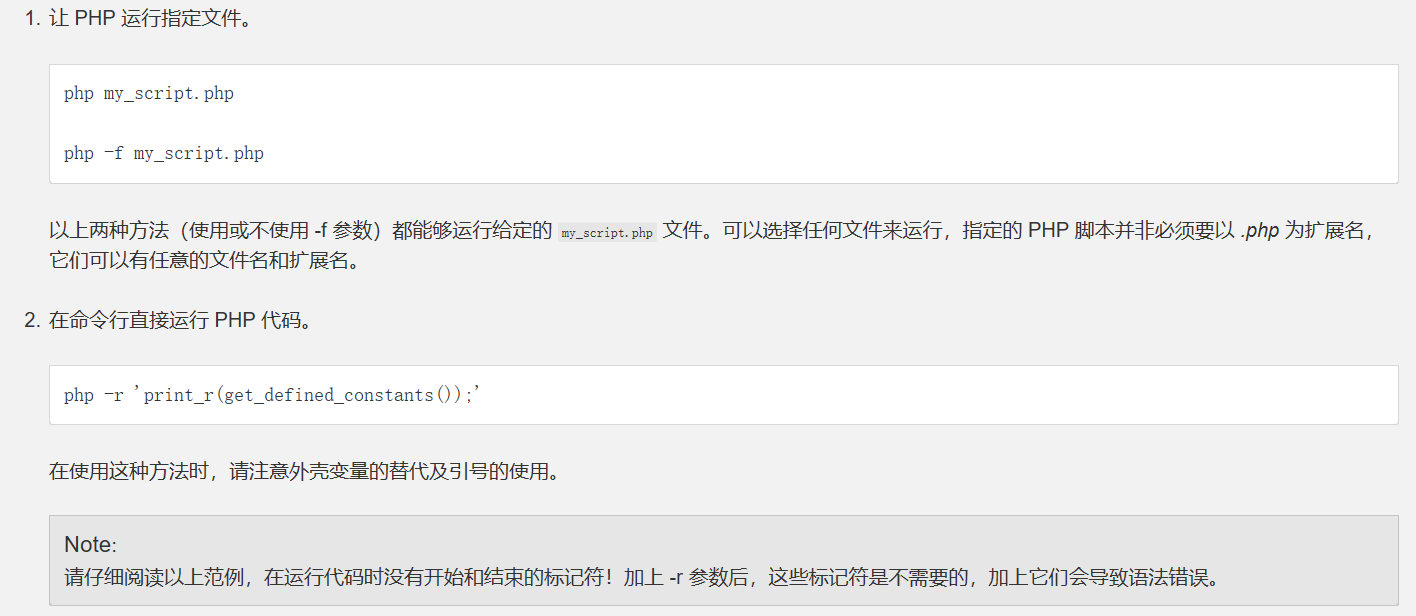 1. 让 PHP 运行指定文件。
php my_script.php
php -f my_script.php
以上两种方法（使用或不使用 -f 参数）都能够运行给定的 my_script.php 文件。可以选择任何文件来运行，指定的 PHP 脚本并非必须要以 .php 为扩展名，
它们可以有任意的文件名和扩展名。
2. 在命令行直接运行 PHP 代码。
php -r 'print_r(get_defined_constants());'
在使用这种方法时，请注意外壳变量的替代及引号的使用。
Note:
请仔细阅读以上范例，在运行代码时没有开始和结束的标记符！加上 -r 参数后，这些标记符是不需要的，加上它们会导致语法错误。